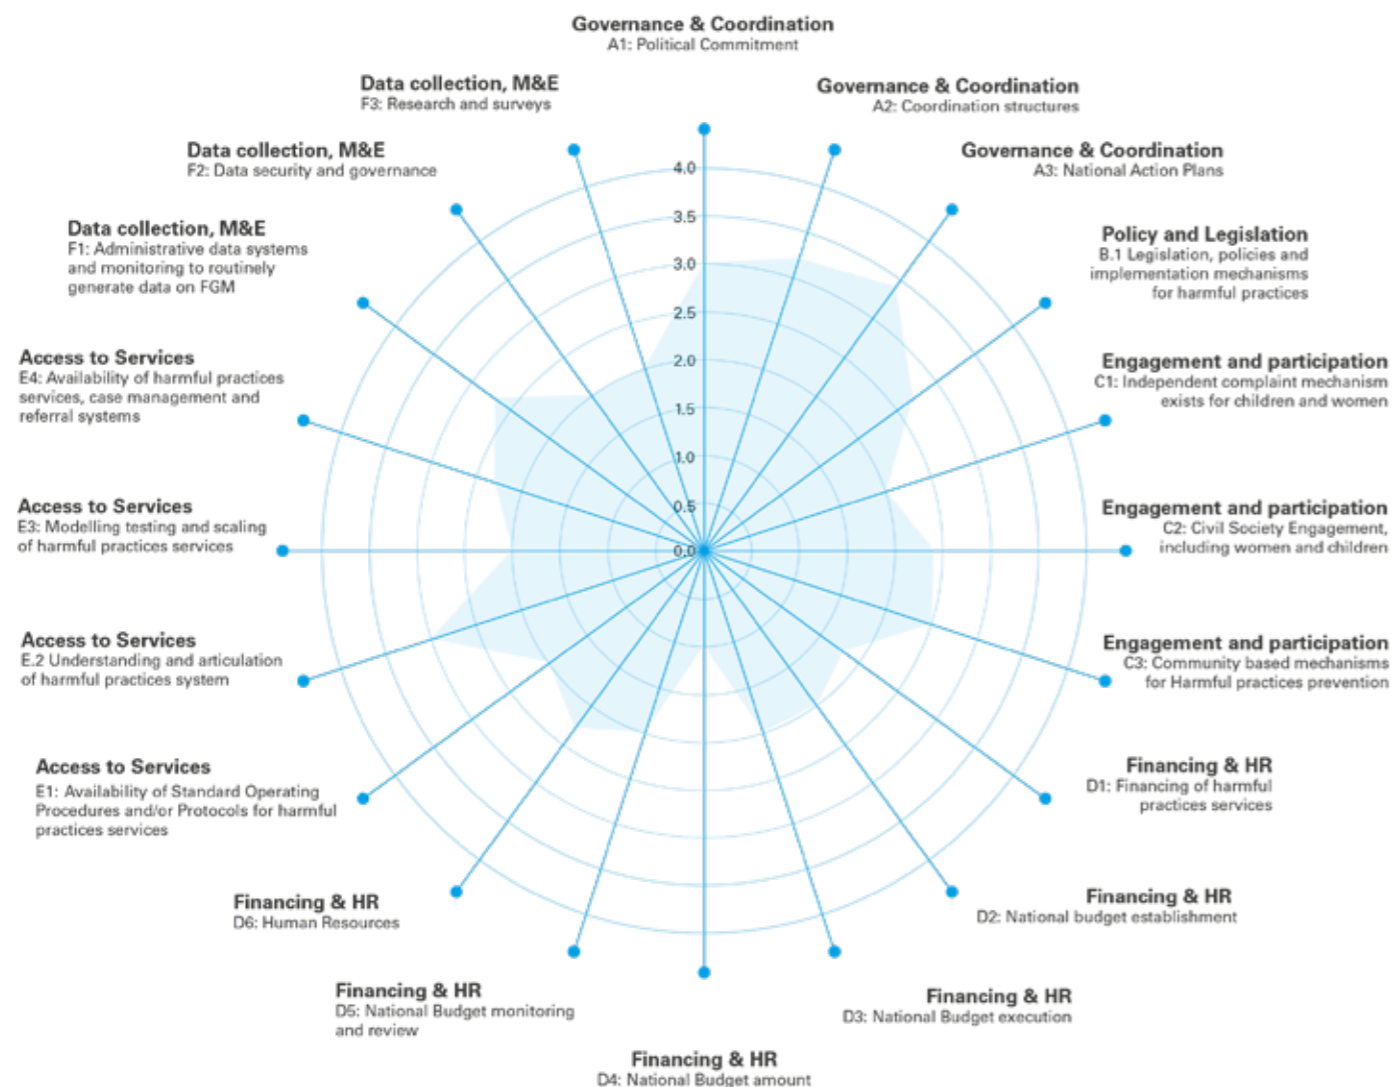 Governance & Coordination
A1: Political Commitment
Governance & Coordination
A2: Coordination structures
Governance & Coordination
A3: National Action Plans
Policy and Legislation
B.1 Legislation, policies and
implementation mechanisms
for harmful practices
Engagement and participation
C1: Independent complaint mechanism
exists for children and women
Engagement and participation
C2: Civil Society Engagement,
including women and children
Engagement and participation
C3: Community based mechanisms
for Harmful practices prevention
Financing & HR
D1: Financing of harmful
practices services
Financing & HR
D2: National budget establishment
Financing & HR
D3: National Budget execution
Financing & HR
D4: National Budget amount
Financing & HR
D5: National Budget monitoring
and review
Financing & HR
D6: Human Resources
Access to Services
E1: Availability of Standard Operating
Procedures and/or Protocols for harmful
practices services
Access to Services
E.2 Understanding and articulation
of harmful practices system
Access to Services
E3: Modelling testing and scaling
of harmful practices services
Access to Services
E4: Availability of harmful practices
services, case management and
referral systems
Data collection, M&E
F1: Administrative data systems
and monitoring to routinely
generate data on FGM
Data collection, M&E
F2: Data security and governance
Data collection, M&E
F3: Research and surveys
4.0
3.5
3.0
2.5
2.0
1.5
1.0
0.5
0.0